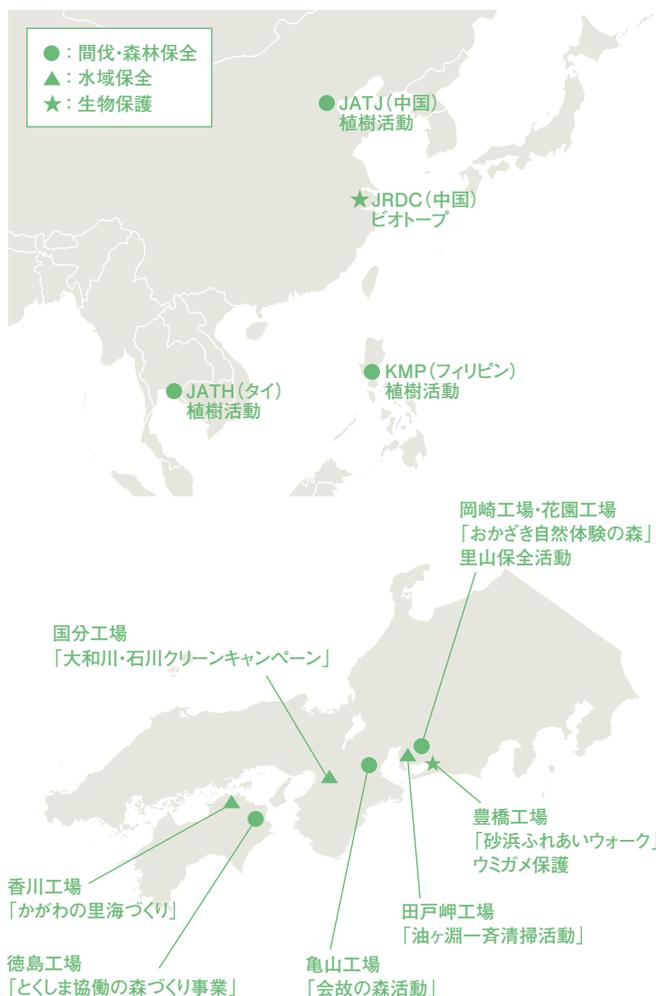 ●：間伐・森林保全
▲：水域保全
★：生物保護
JATJ（中国）
植樹活動
JRDC（中国）
ビオトープ
KMP（フィリピン）
植樹活動
JATH（タイ）
植樹活動
岡崎工場・花園工場
「おかざき自然体験の森」
里山保全活動
国分工場
「大和川・石川クリーンキャンペーン」
豊橋工場
「砂浜ふれあいウォーク」
ウミガメ保護
香川工場
「かがわの里海づくり」
田戸岬工場
「油ヶ淵一斉清掃活動」
徳島工場
「とくしま協働の森づくり事業」
亀山工場
「会故の森活動」